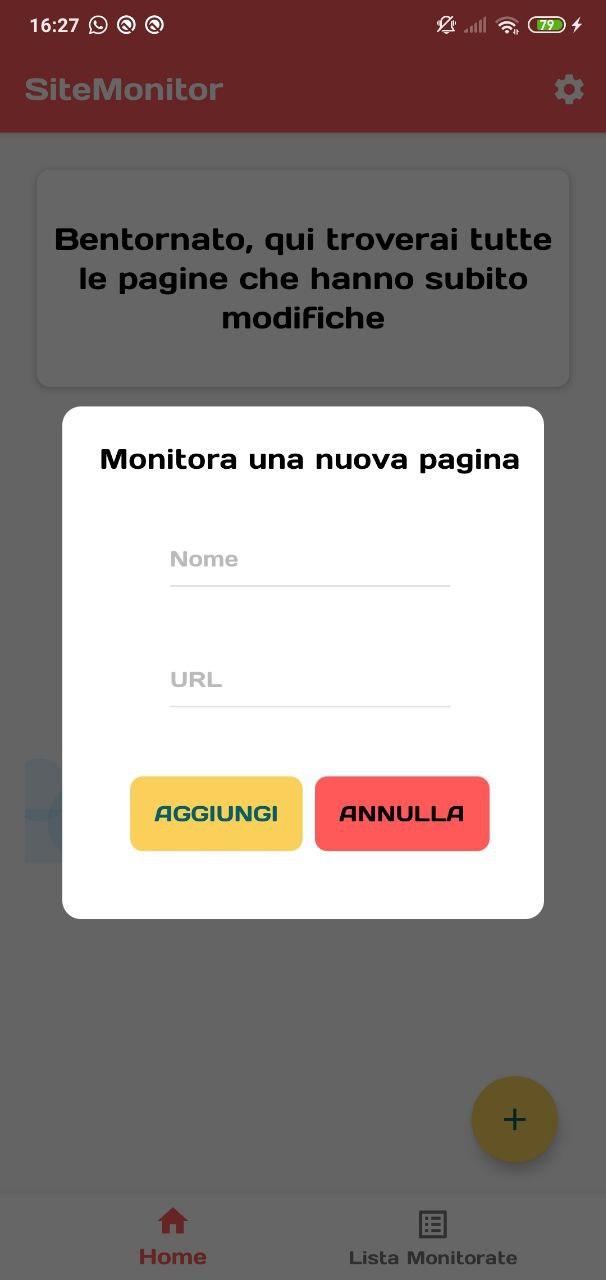 16:27
79
SiteMonitor
Bentornato, qui troverai tutte
le pagine che hanno subito
modifiche
Monitora una nuova pagina
Nome
URL
AGGIUNGI
ANNULLA
+
Home
Lista Monitorate